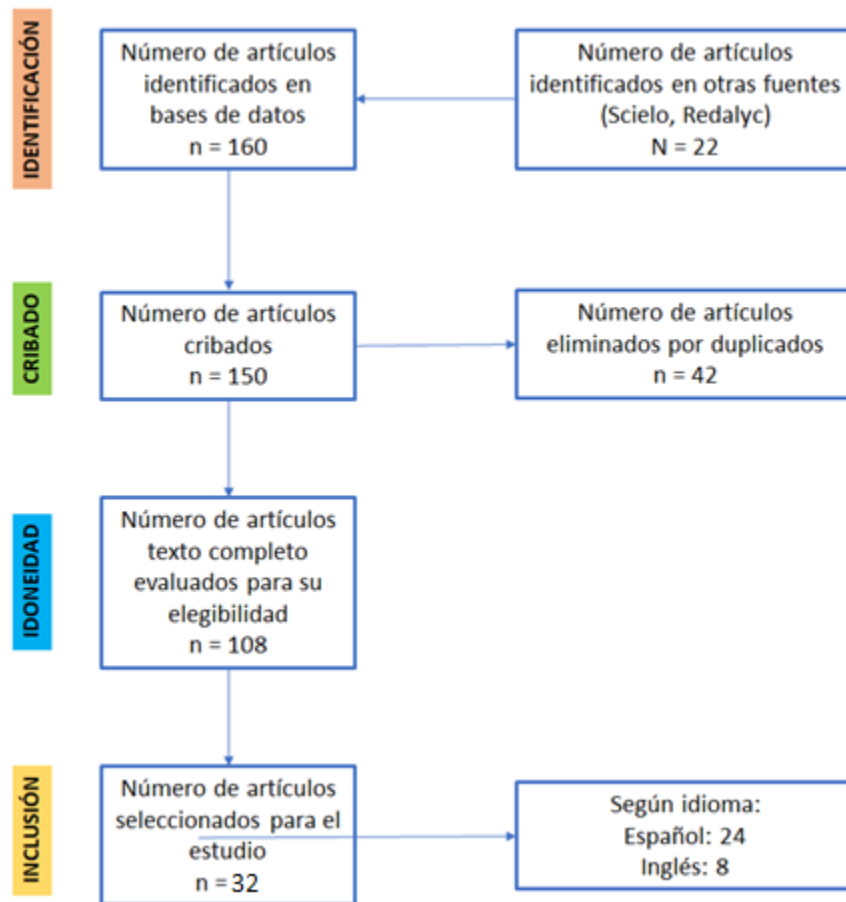 IDENTIFICACIÓN
Número de artículos
identificados en
bases de datos
n = 160
Número de artículos
identificados en otras fuentes
(Scielo, Redalyc)
N = 22
CRIBADO
Número de artículos
cribados
n = 150
Número de artículos
eliminados por duplicados
n = 42
IDONEIDAD
Número de artículos
texto completo
evaluados para su
elegibilidad
n = 108
INCLUSIÓN
Número de artículos
seleccionados para el
estudio
n = 32
Según idioma:
Español: 24
Inglés: 8